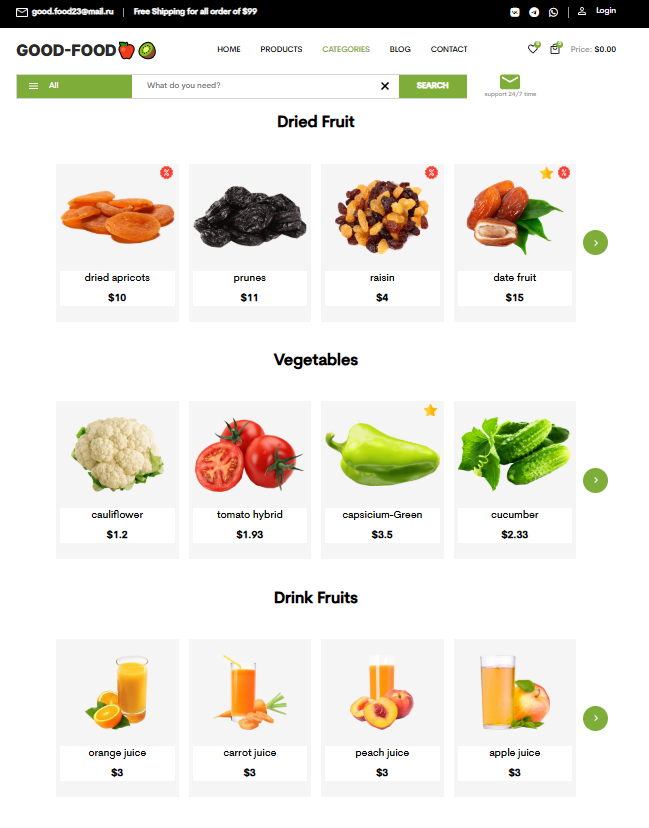 good.food23@mail.ru | Free Shipping for all order of $99 Login
GOOD-FOOD HOME PRODUCTS CATEGORIES BLOG CONTACT 0 0 Price: $0.00
All What do you need? SEARCH
support 24/7 time
Dried Fruit
dried apricots prunes raisin date fruit
$10 $11 $4 $15
Vegetables
cauliflower tomato hybrid capsicium-Green cucumber
$1.2 $1.93 $3.5 $2.33
Drink Fruits
orange juice carrot juice peach juice apple juice
$3 $3 $3 $3